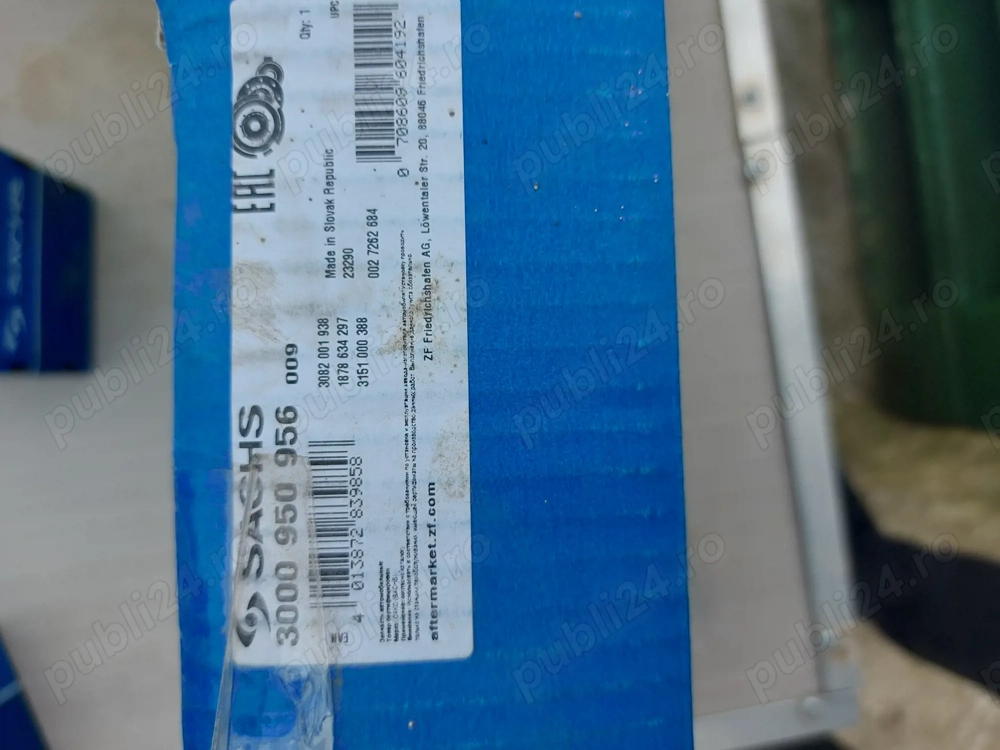 SACHS
3000 950 956 009
3082 001 938
1878 634 297
3151 000 388
Made in Slovak Republic
23290
002 7262 684
EAC
Qty: 1
UPC
0 708609 604192
4 013872 839858
ZF Friedrichshafen AG, Löwentaler Str. 20, 88046 Friedrichshafen
aftermarket.zf.com
SACHS
publi24.ro